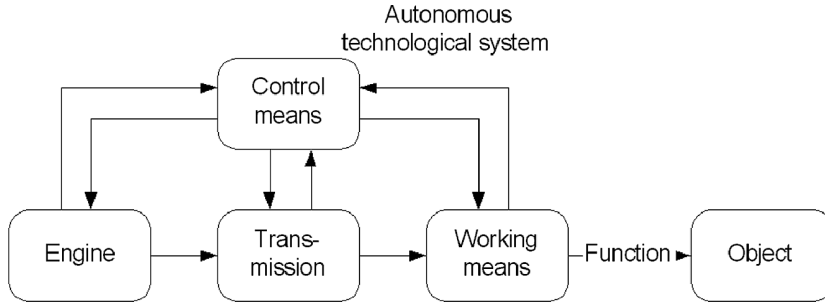 Autonomous
technological system
Control
means
Engine
Trans-
mission
Working
means
Function
Object